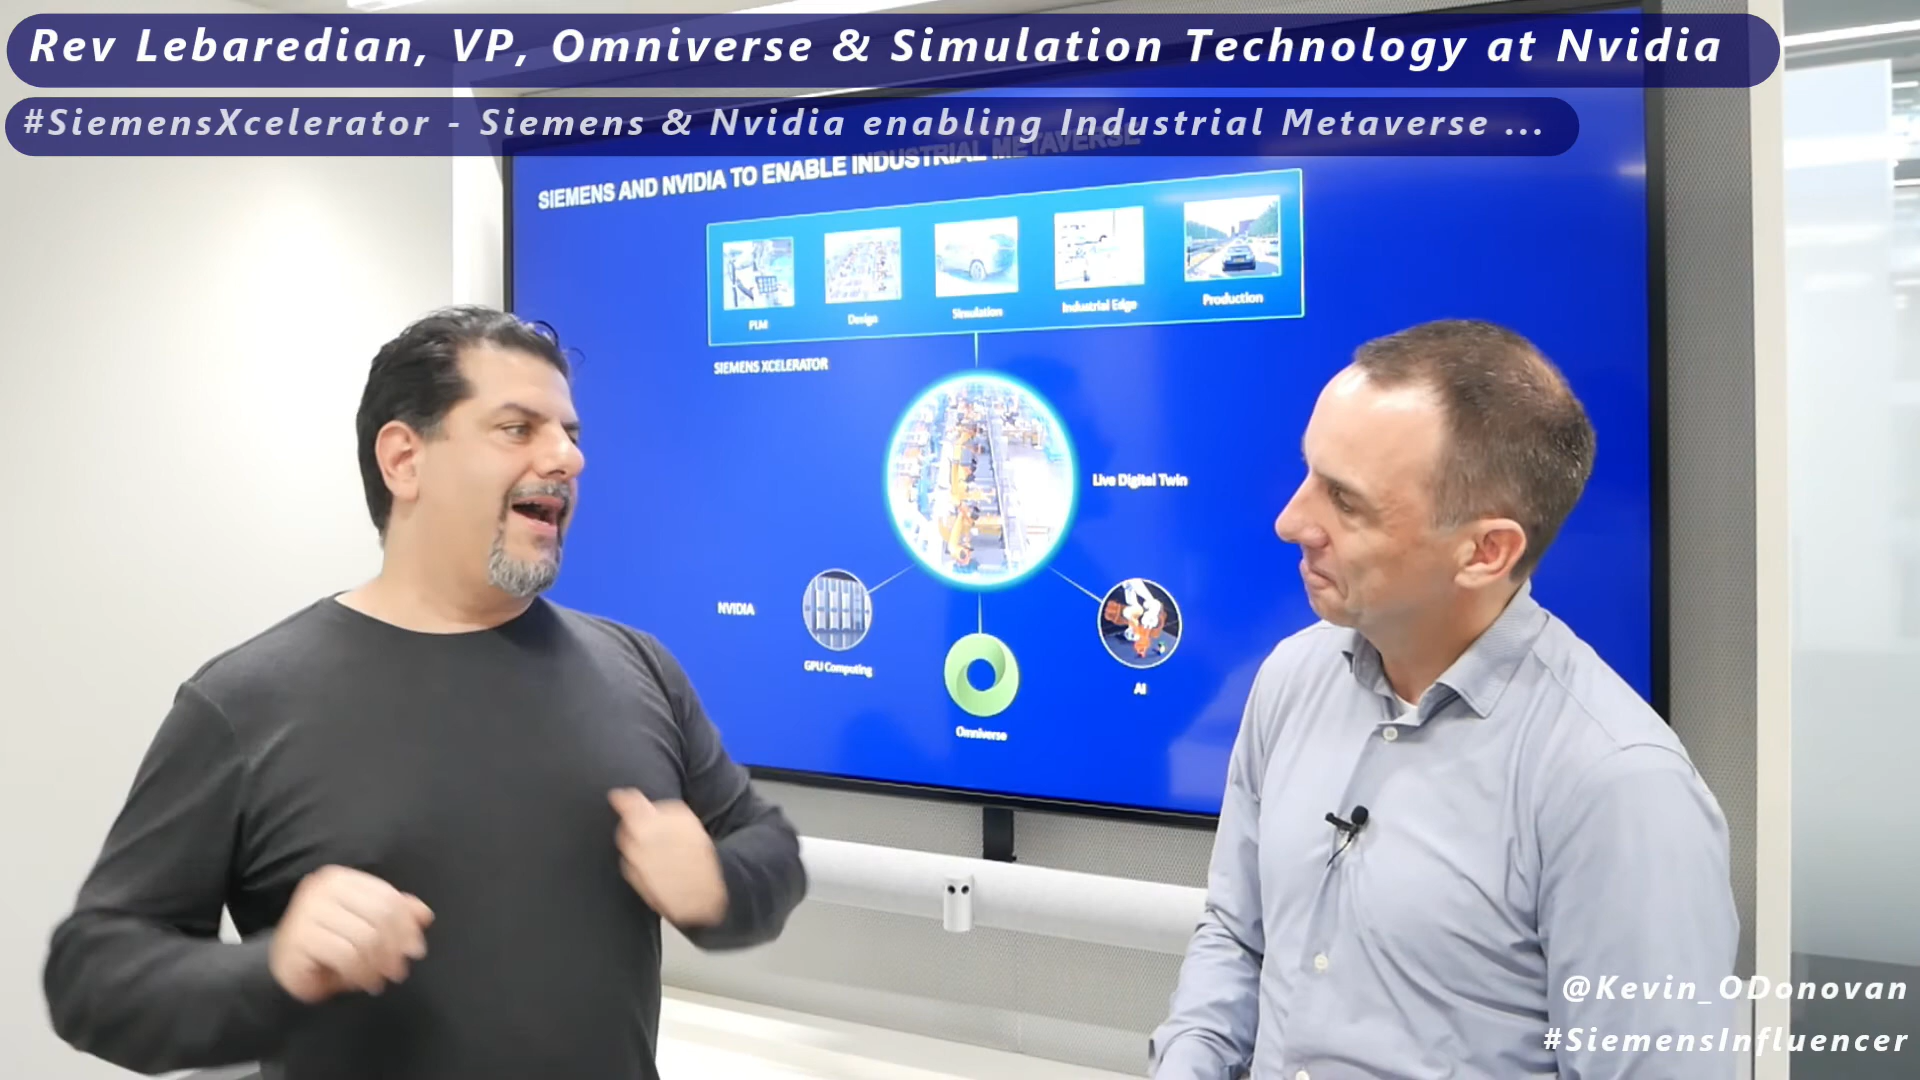 Rev Lebaredian, VP, Omniverse & Simulation Technology at Nvidia
#SiemensXcelerator - Siemens & Nvidia enabling Industrial Metaverse ...
SIEMENS AND NVIDIA TO ENABLE INDUSTRIAL METAVERSE
PLM
Design
Simulation
Industrial Edge
Production
SIEMENS XCELERATOR
Live Digital Twin
NVIDIA
GPU Computing
Omniverse
AI
@Kevin_ODonovan
#SiemensInfluencer